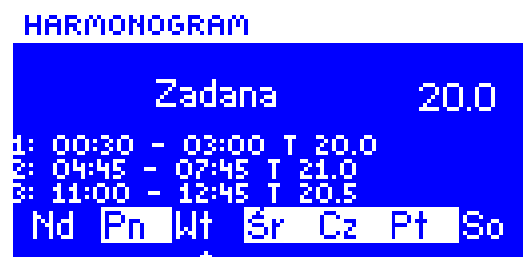 HARMONOGRAM
Zadana 20.0
1: 00:30 - 03:00 T 20.0
2: 04:45 - 07:45 T 21.0
3: 11:00 - 12:45 T 20.5
Nd Pn Wt Śr Cz Pt So